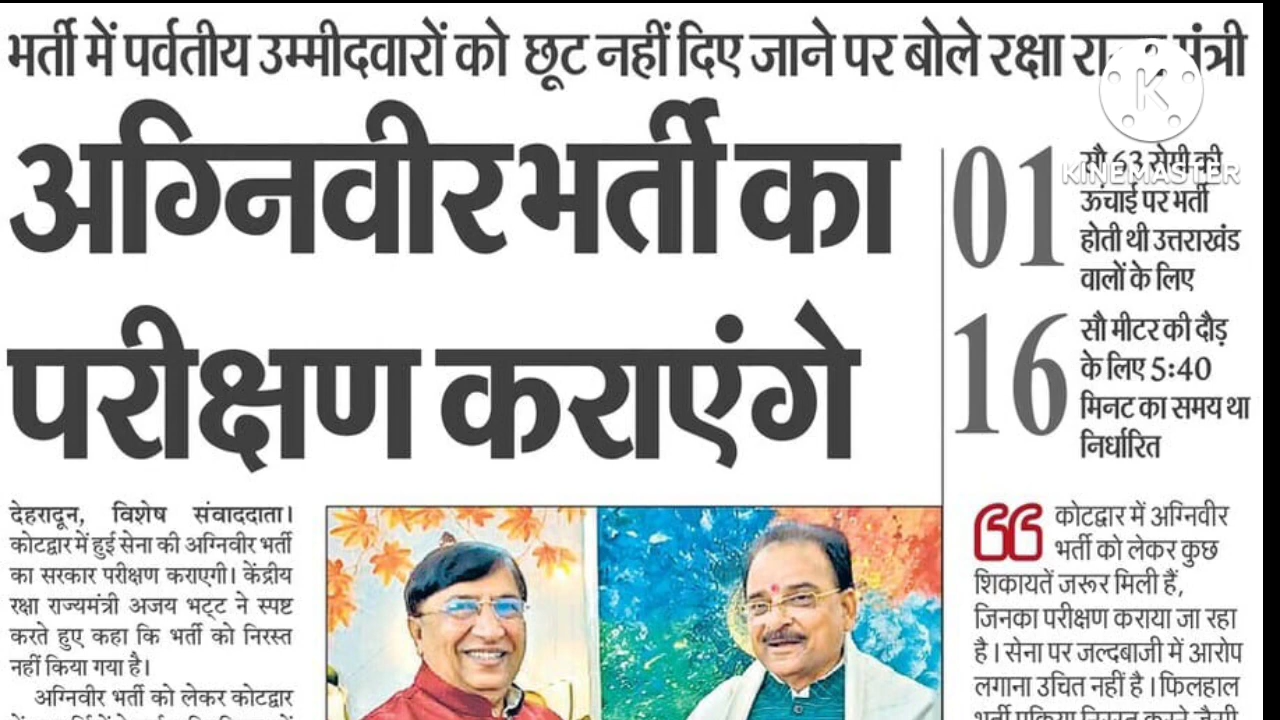 भर्ती में पर्वतीय उम्मीदवारों को छूट नहीं दिए जाने पर बोले रक्षा राज्य मंत्री
अग्निवीर भर्ती का
परीक्षण कराएंगे
01
सौ 63 सेमी की
ऊंचाई पर भर्ती
होती थी उत्तराखंड
वालों के लिए
KINEMASTER
16
सौ मीटर की दौड़
के लिए 5:40
मिनट का समय था
निर्धारित
देहरादून, विशेष संवाददाता।
कोटद्वार में हुई सेना की अग्निवीर भर्ती
का सरकार परीक्षण कराएगी। केंद्रीय
रक्षा राज्यमंत्री अजय भट्ट ने स्पष्ट
करते हुए कहा कि भर्ती को निरस्त
नहीं किया गया है।
अग्निवीर भर्ती को लेकर कोटद्वार
कोटद्वार में अग्निवीर
भर्ती को लेकर कुछ
शिकायतें जरूर मिली हैं,
जिनका परीक्षण कराया जा रहा
है। सेना पर जल्दबाजी में आरोप
लगाना उचित नहीं है। फिलहाल